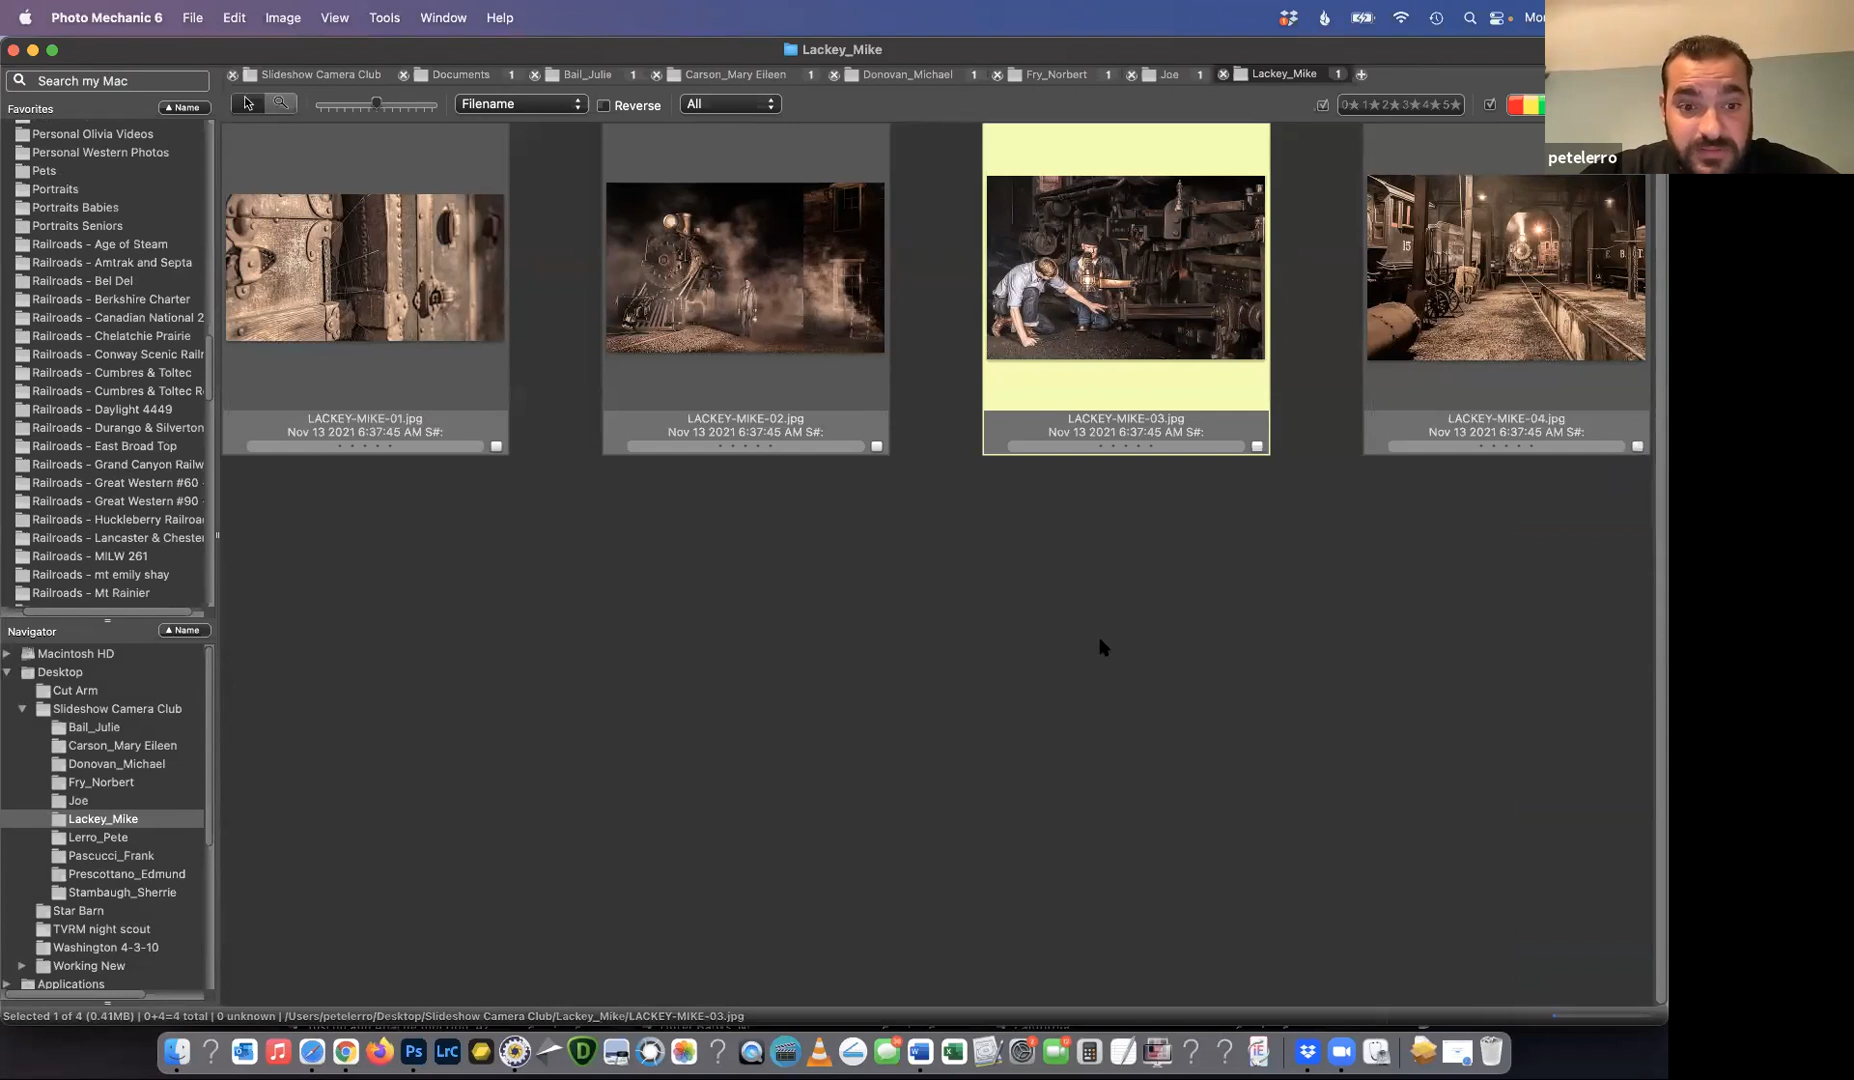 Photo Mechanic 6 File Edit Image View Tools Window Help
Lackey_Mike
Search my Mac
Slideshow Camera Club
Documents 1
Bail_Julie 1
Carson_Mary Eileen 1
Donovan_Michael 1
Fry_Norbert 1
Joe 1
Lackey_Mike 1
Filename
Reverse
All
0★1★2★3★4★5★
petelerro
Favorites
Name
Personal Olivia Videos
Personal Western Photos
Pets
Portraits
Portraits Babies
Portraits Seniors
Railroads - Age of Steam
Railroads - Amtrak and Septa
Railroads - Bel Del
Railroads - Berkshire Charter
Railroads - Canadian National 2
Railroads - Chelatchie Prairie
Railroads - Conway Scenic Railr
Railroads - Cumbres & Toltec
Railroads - Cumbres & Toltec R
Railroads - Daylight 4449
Railroads - Durango & Silverton
Railroads - East Broad Top
Railroads - Grand Canyon Railw
Railroads - Great Western #60 -
Railroads - Great Western #90 -
Railroads - Huckleberry Railroa
Railroads - Lancaster & Cheste
Railroads - MILW 261
Railroads - mt emily shay
Railroads - Mt Rainier
LACKEY-MIKE-01.jpg
Nov 13 2021 6:37:45 AM S#:
LACKEY-MIKE-02.jpg
Nov 13 2021 6:37:45 AM S#:
LACKEY-MIKE-03.jpg
Nov 13 2021 6:37:45 AM S#:
15
LACKEY-MIKE-04.jpg
Nov 13 2021 6:37:45 AM S#:
Navigator
Name
Macintosh HD
Desktop
Cut Arm
Slideshow Camera Club
Bail_Julie
Carson_Mary Eileen
Donovan_Michael
Fry_Norbert
Joe
Lackey_Mike
Lerro_Pete
Pascucci_Frank
Prescottano_Edmund
Stambaugh_Sherrie
Star Barn
TVRM night scout
Washington 4-3-10
Working New
Applications
Selected 1 of 4 (0.41MB) | 0+4=4 total | 0 unknown | /Users/petelerro/Desktop/Slideshow Camera Club/Lackey_Mike/LACKEY-MIKE-03.jpg
Ps
LrC